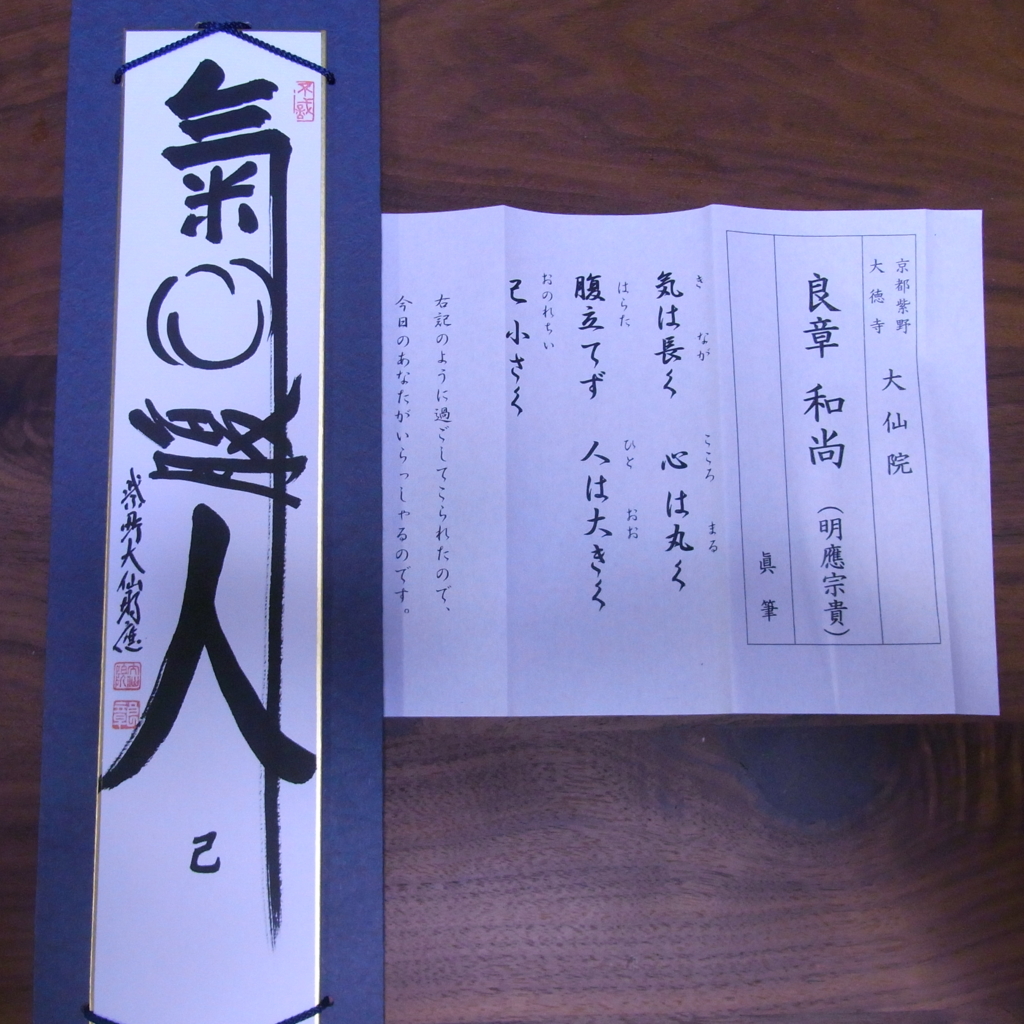 氣
腹
人
己
不惑
京都紫野
大徳寺 大仙院
良章 和尚（明應宗貴）
眞筆
き なが こころ まる
気は長く 心は丸く
はらた ひと おお
腹立てず 人は大きく
おのれちい
己小さく
右記のように過ごしてこられたので、
今日のあなたがいらっしゃるのです。